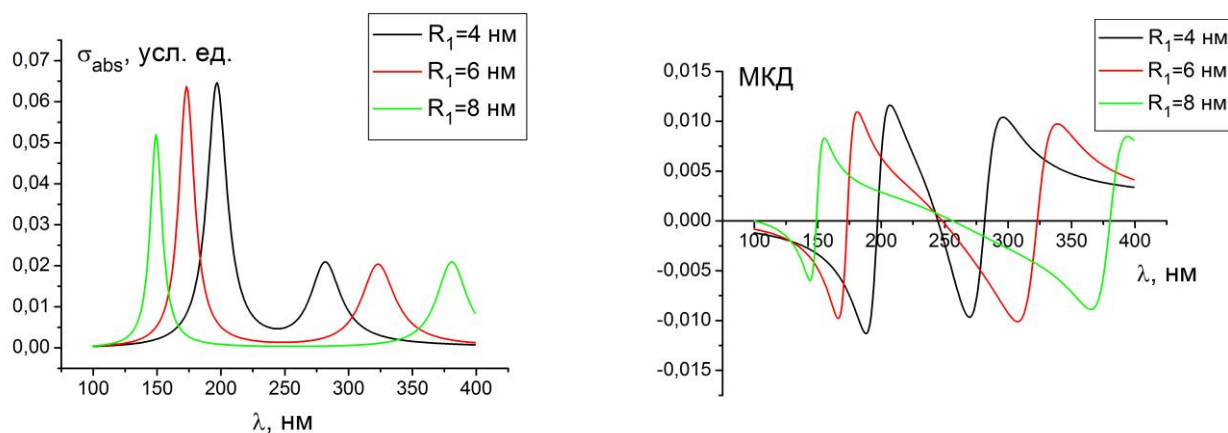 σabs, усл. ед.
R1=4 нм
R1=6 нм
R1=8 нм
0,07
0,06
0,05
0,04
0,03
0,02
0,01
0,00
100 150 200 250 300 350 400
λ, нм
МКД
R1=4 нм
R1=6 нм
R1=8 нм
0,015
0,010
0,005
0,000
-0,005
-0,010
-0,015
100 150 200 250 300 350 400
λ, нм